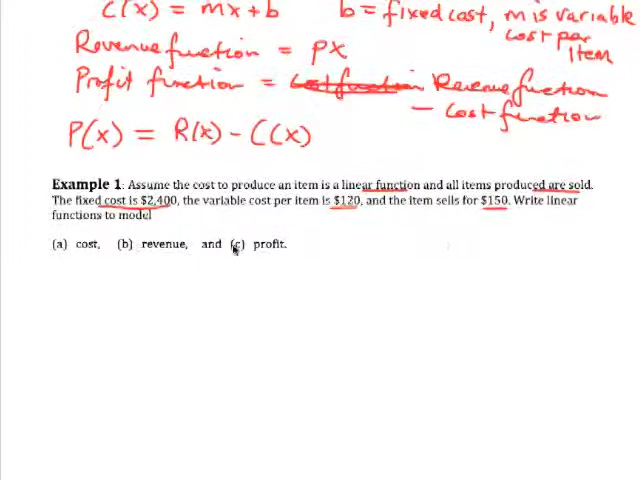 C(x) = mx + b    b = fixed cost, m is variable
cost per
Item
Revenue function = px
Profit function = Cost function Revenue function
- Cost function
P(x) = R(x) - C(x)
Example 1: Assume the cost to produce an item is a linear function and all items produced are sold.
The fixed cost is $2,400, the variable cost per item is $120, and the item sells for $150. Write linear
functions to model
(a) cost, (b) revenue, and (c) profit.